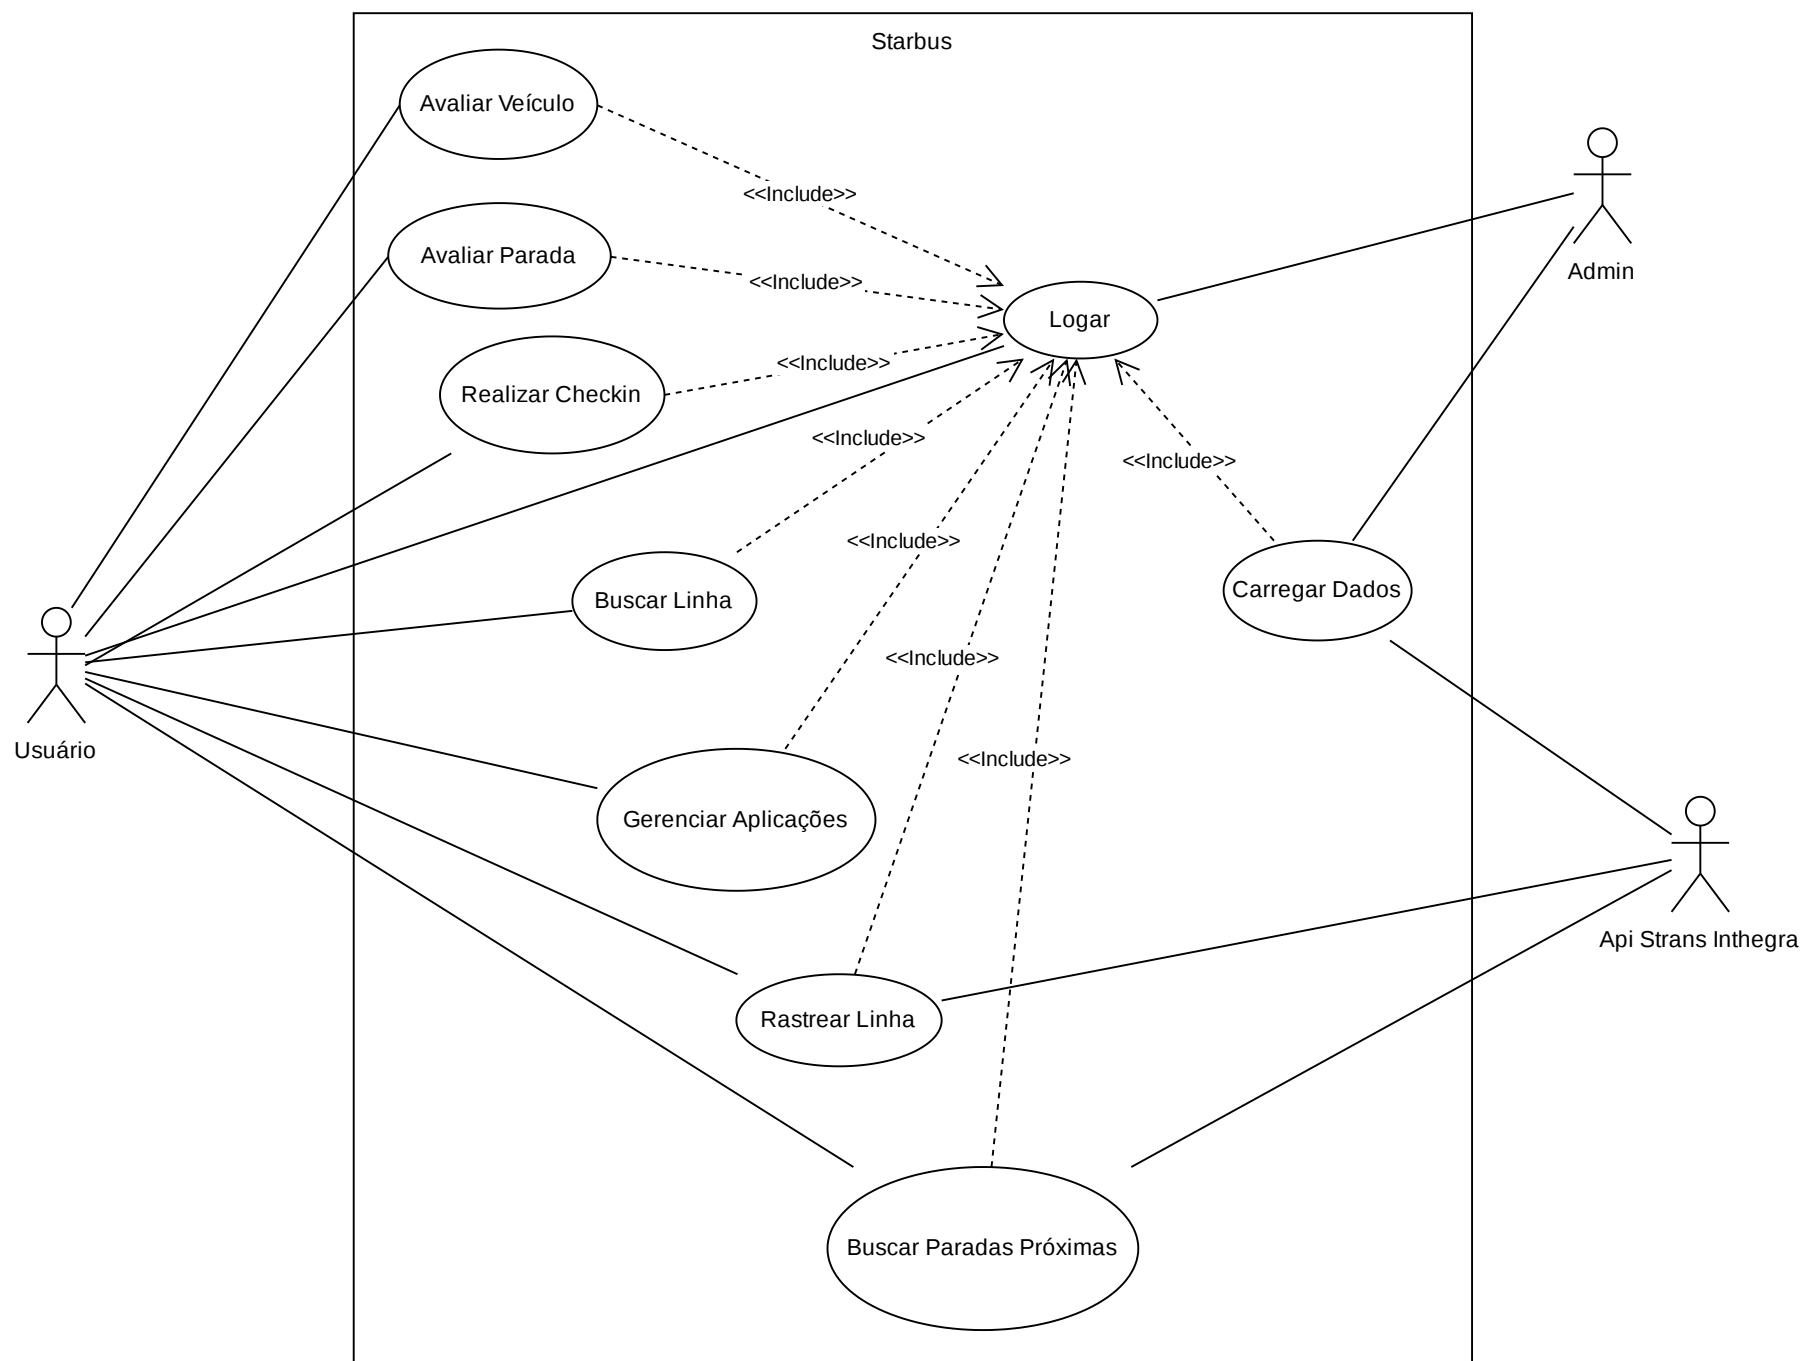 Starbus
Avaliar Veículo
<<Include>>
Avaliar Parada
Admin
<<Include>>
Logar
<<Include>>
Realizar Checkin
<<Include>>
<<Include>>
<<Include>>
Carregar Dados
Buscar Linha
<<Include>>
Usuário
<<Include>>
Gerenciar Aplicações
Api Strans Inthegra
Rastrear Linha
Buscar Paradas Próximas